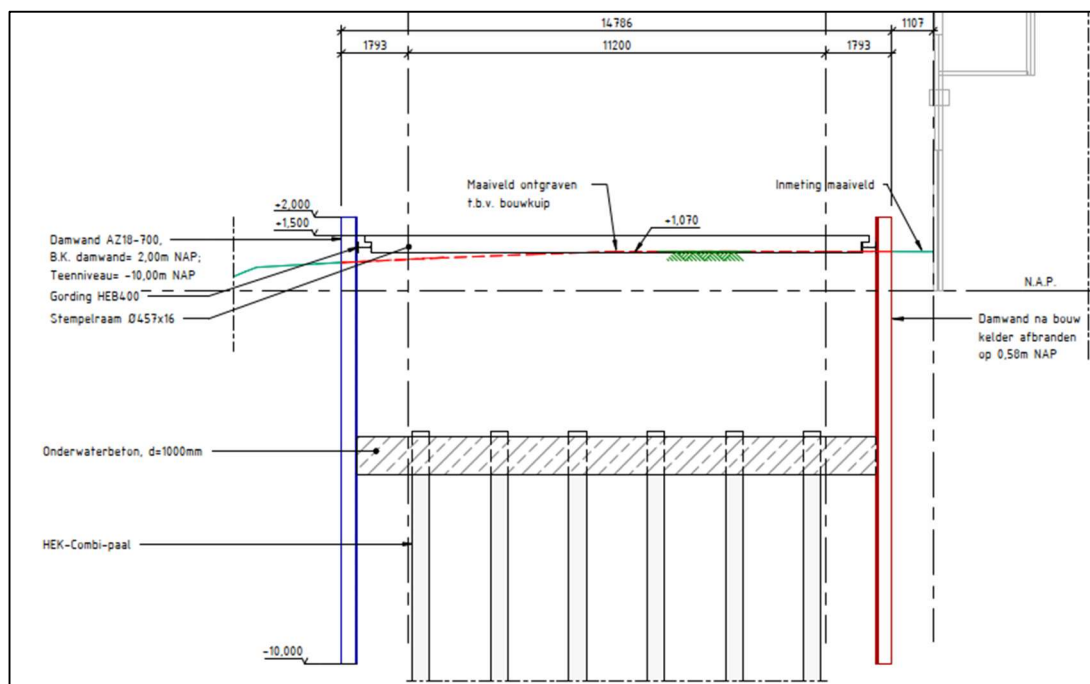 14786
1107
1793
11200
1793
+2,000
+1,500
Maaiveld ontgraven
t.b.v. bouwkuip
+1,070
Inmeting maaiveld
Damwand AZ18-700,
B.K. damwand= 2,00m NAP;
Teenniveau= -10,00m NAP
Gording HEB400
Stempelraam Ø457x16
N.A.P.
Damwand na bouw
kelder afbranden
op 0,58m NAP
Onderwaterbeton, d=1000mm
HEK-Combi-paal
-10,000